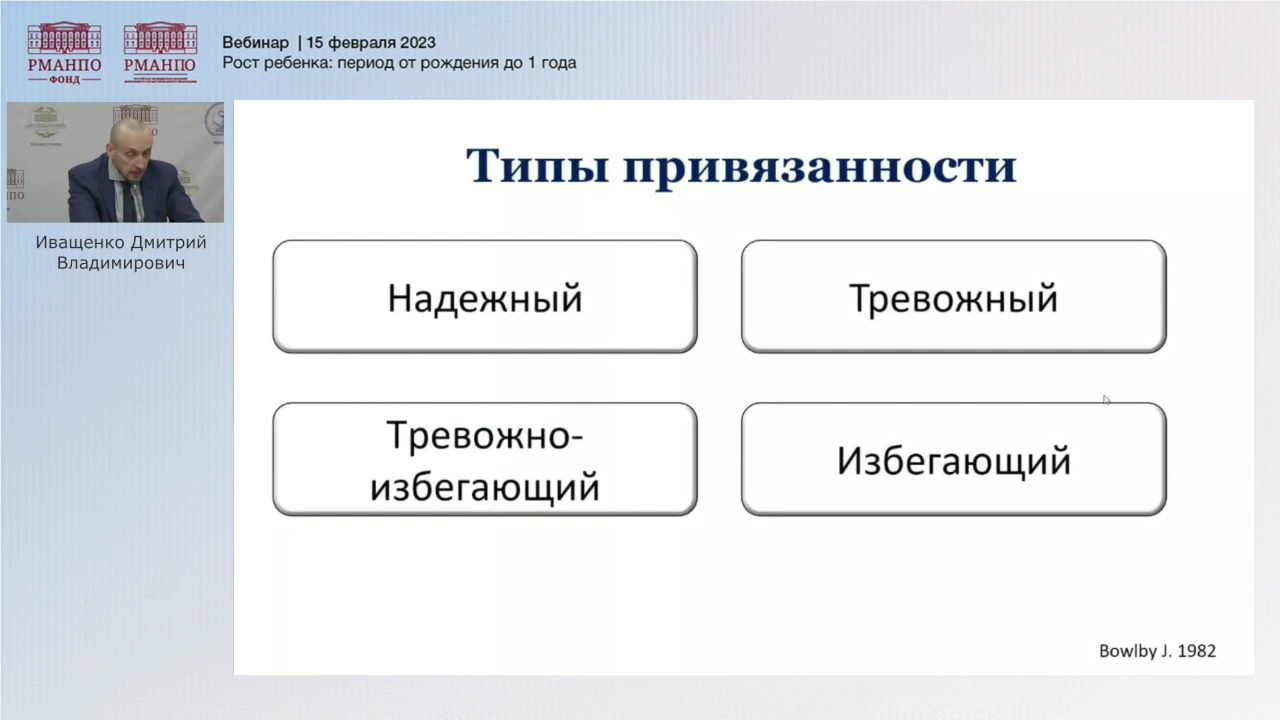 РМАНПО
ФОНД
РМАНПО
Вебинар | 15 февраля 2023
Рост ребенка: период от рождения до 1 года
Иващенко Дмитрий
Владимирович
Типы привязанности
Надежный
Тревожный
Тревожно-
избегающий
Избегающий
Bowlby J. 1982